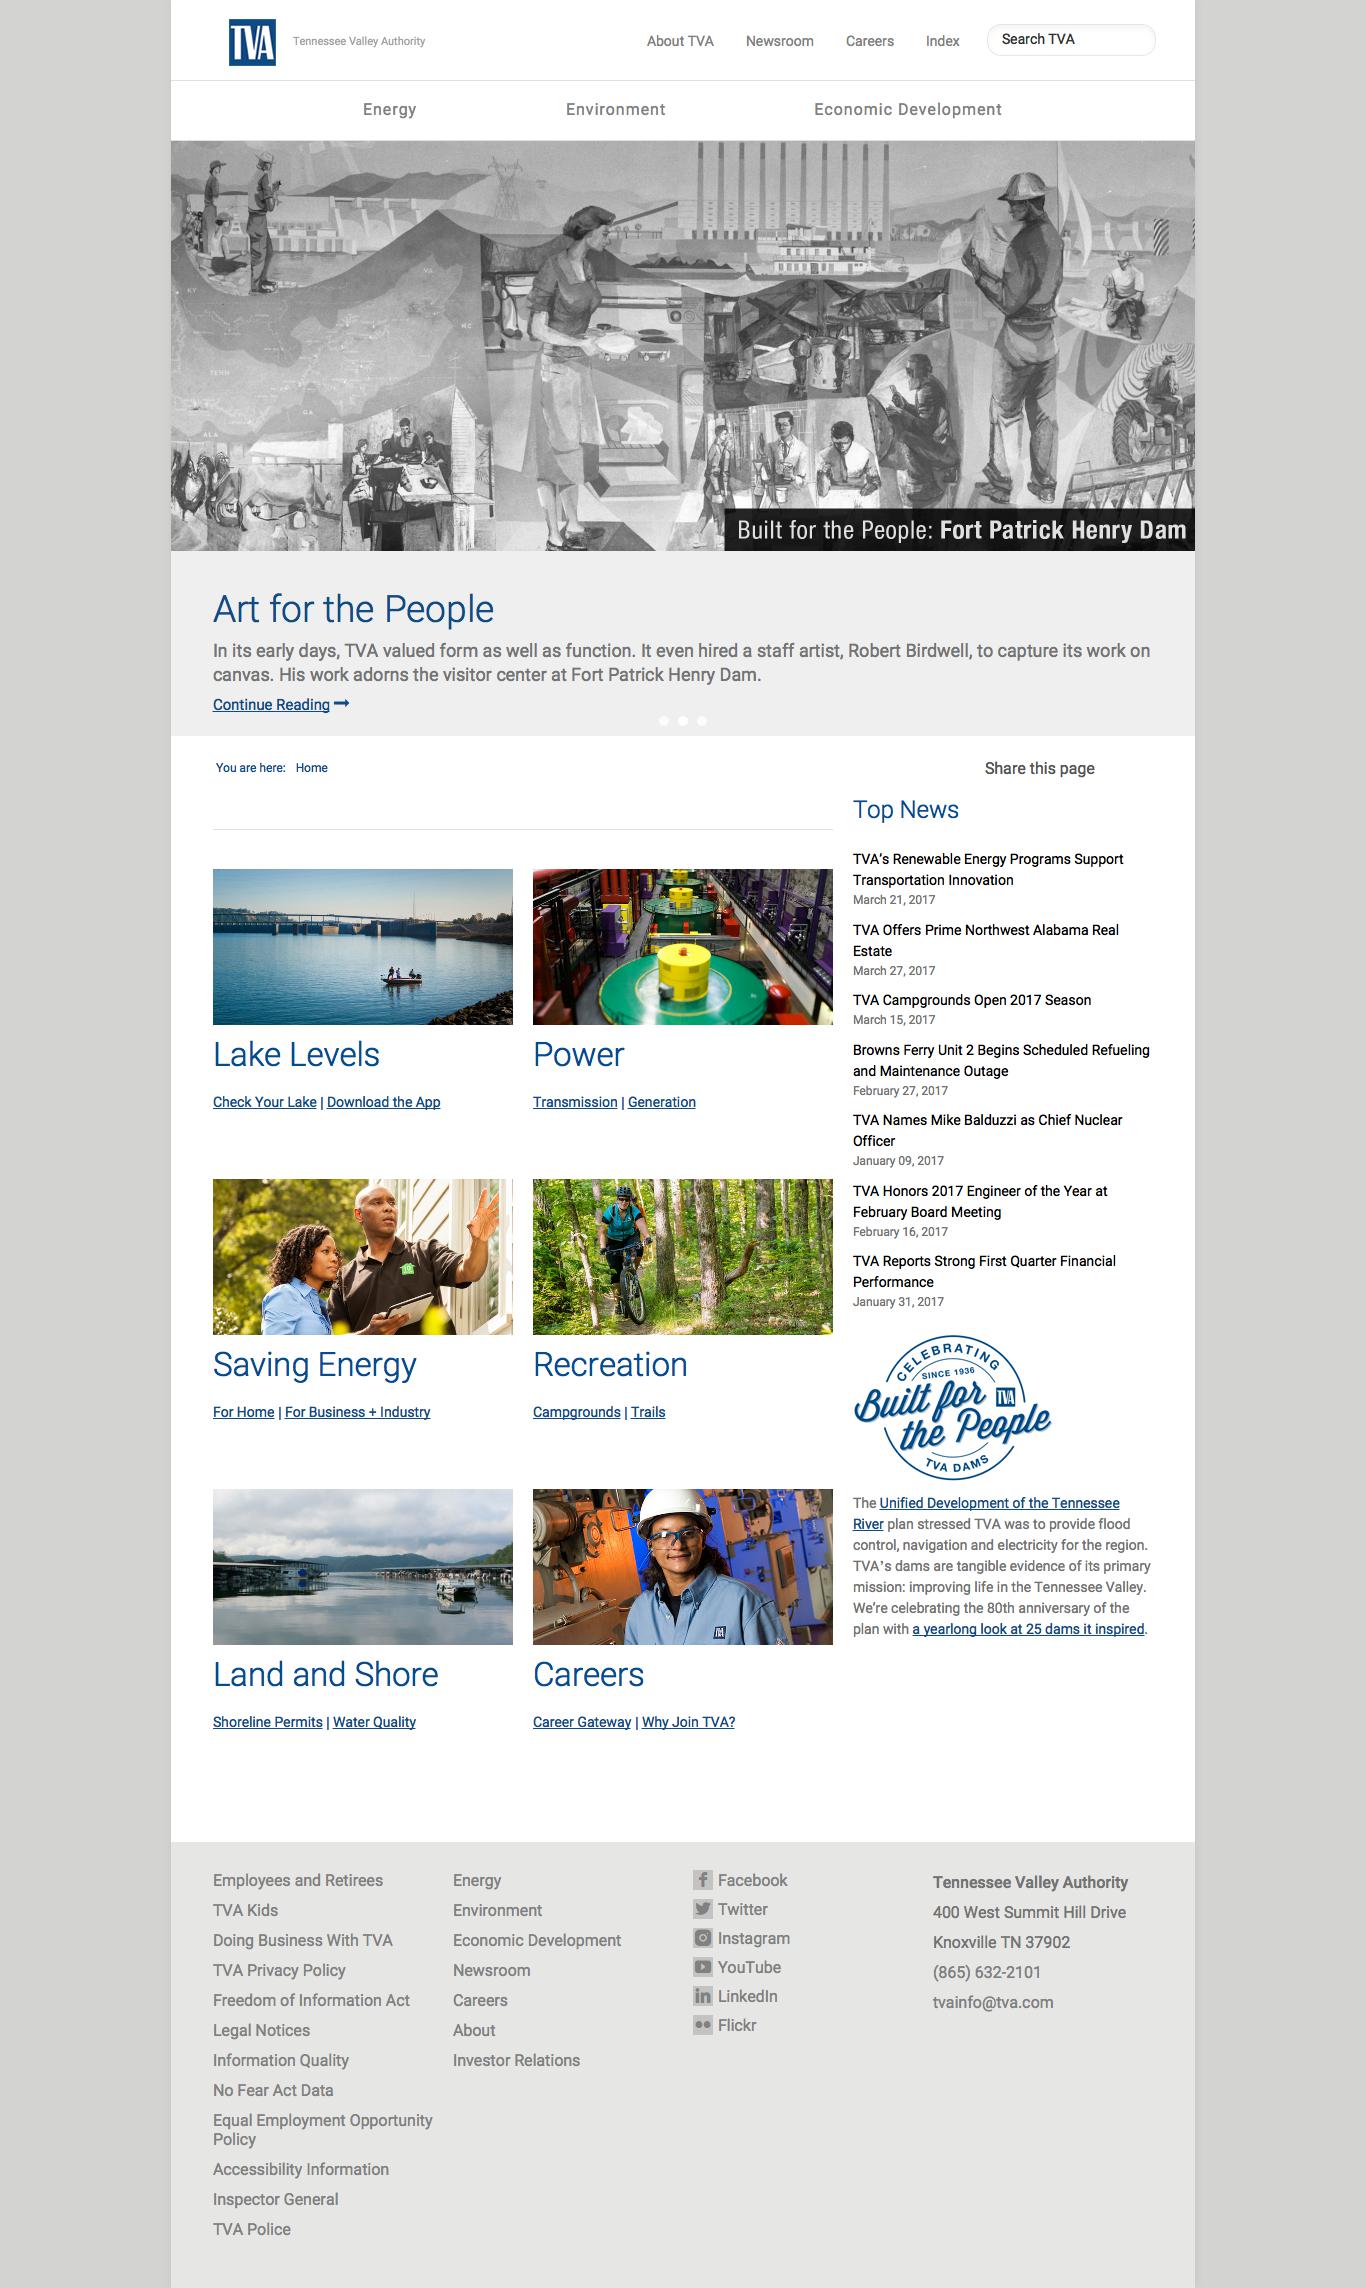 TVA
Tennessee Valley Authority
About TVA
Newsroom
Careers
Index
Search TVA
Energy
Environment
Economic Development
KY
VA
N C
TENN
GA
ALA
Built for the People: Fort Patrick Henry Dam
Art for the People
In its early days, TVA valued form as well as function. It even hired a staff artist, Robert Birdwell, to capture its work on
canvas. His work adorns the visitor center at Fort Patrick Henry Dam.
Continue Reading
You are here: Home
Share this page
Lake Levels
Check Your Lake | Download the App
Power
Transmission | Generation
Saving Energy
For Home | For Business + Industry
Recreation
Campgrounds | Trails
Land and Shore
Shoreline Permits | Water Quality
TVA
Careers
Career Gateway | Why Join TVA?
Top News
TVA's Renewable Energy Programs Support
Transportation Innovation
March 21, 2017
TVA Offers Prime Northwest Alabama Real
Estate
March 27, 2017
TVA Campgrounds Open 2017 Season
March 15, 2017
Browns Ferry Unit 2 Begins Scheduled Refueling
and Maintenance Outage
February 27, 2017
TVA Names Mike Balduzzi as Chief Nuclear
Officer
January 09, 2017
TVA Honors 2017 Engineer of the Year at
February Board Meeting
February 16, 2017
TVA Reports Strong First Quarter Financial
Performance
January 31, 2017
CELEBRATING
SINCE 1936
Built for
TVA
the People
TVA DAMS
The Unified Development of the Tennessee
River plan stressed TVA was to provide flood
control, navigation and electricity for the region.
TVA's dams are tangible evidence of its primary
mission: improving life in the Tennessee Valley.
We're celebrating the 80th anniversary of the
plan with a yearlong look at 25 dams it inspired.
Employees and Retirees
TVA Kids
Doing Business With TVA
TVA Privacy Policy
Freedom of Information Act
Legal Notices
Information Quality
No Fear Act Data
Equal Employment Opportunity
Policy
Accessibility Information
Inspector General
TVA Police
Energy
Environment
Economic Development
Newsroom
Careers
About
Investor Relations
Facebook
Twitter
Instagram
YouTube
LinkedIn
Flickr
Tennessee Valley Authority
400 West Summit Hill Drive
Knoxville TN 37902
(865) 632-2101
tvainfo@tva.com